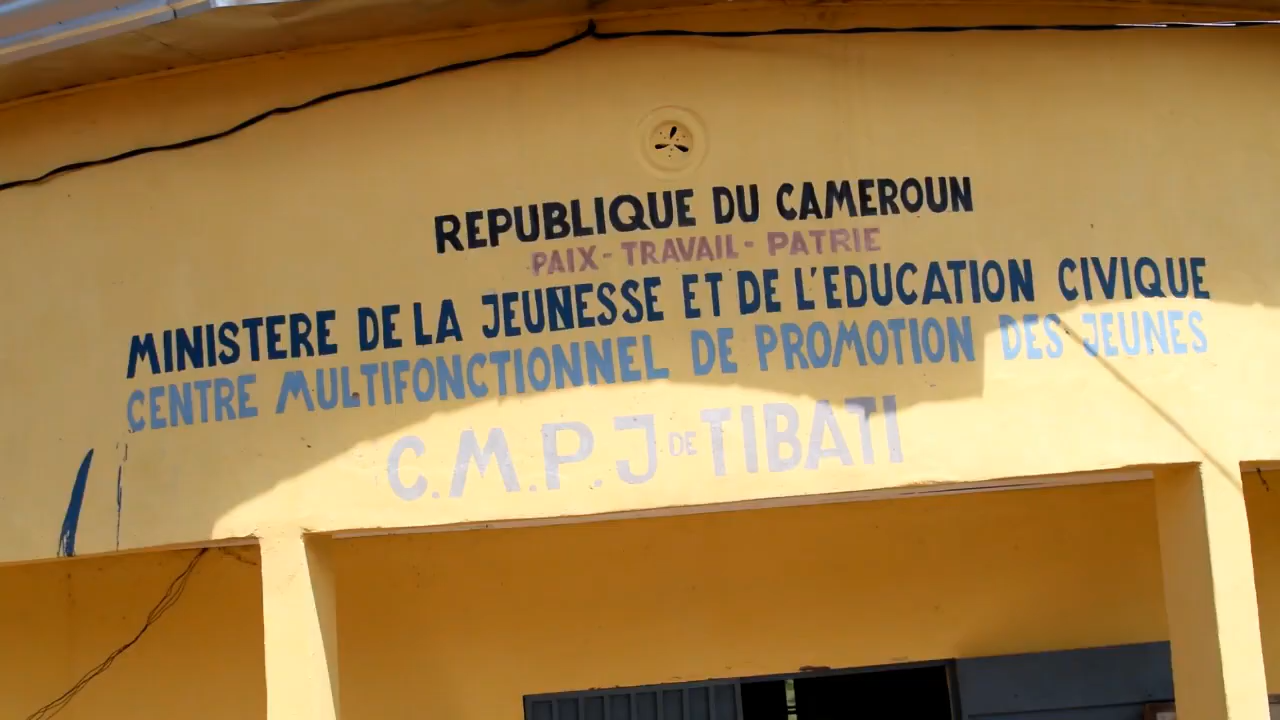 REPUBLIQUE DU CAMEROUN
PAIX - TRAVAIL - PATRIE
MINISTERE DE LA JEUNESSE ET DE L'EDUCATION CIVIQUE
CENTRE MULTIFONCTIONNEL DE PROMOTION DES JEUNES
C.M.P.J DE TIBATI